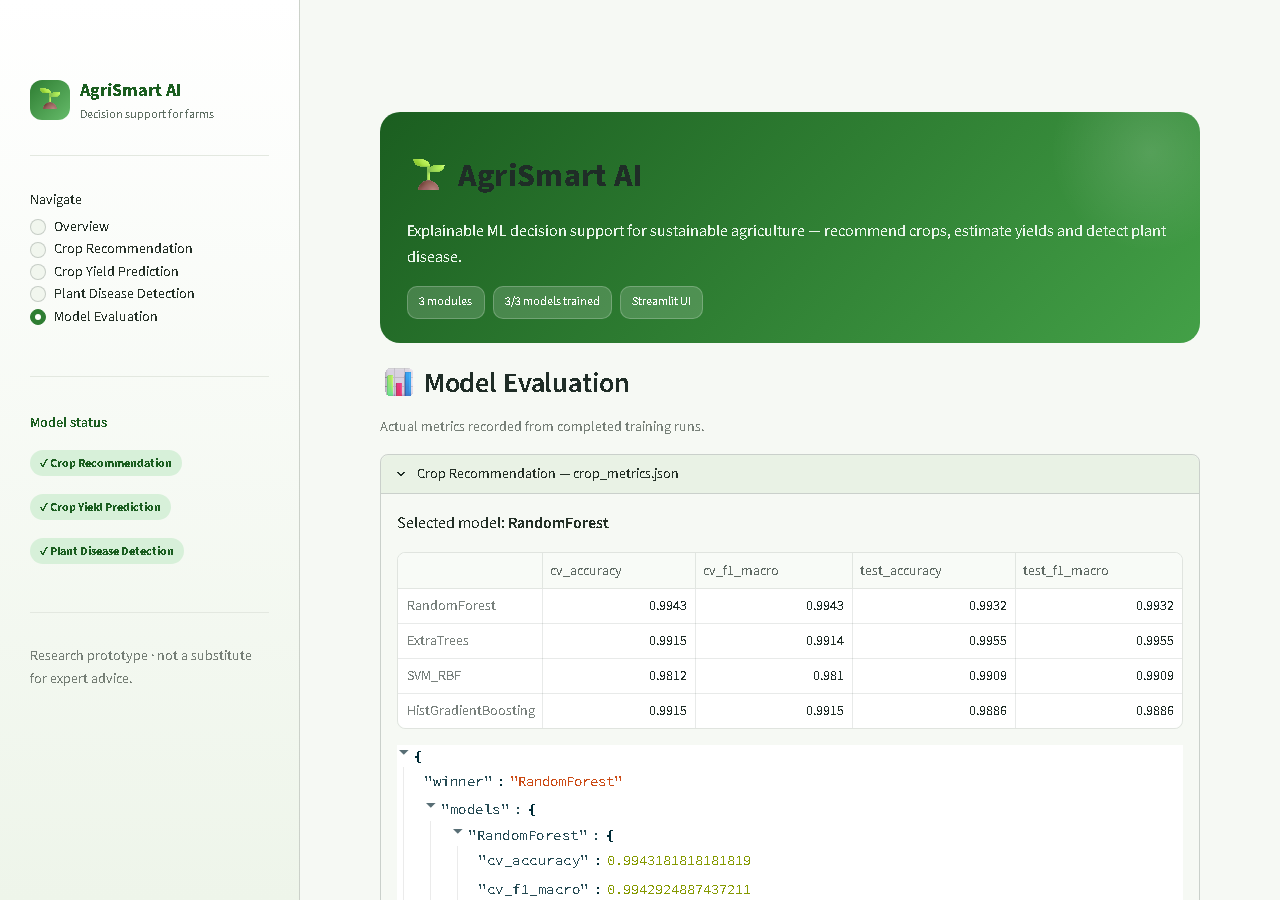 AgriSmart AI
Decision support for farms
Navigate
Overview
Crop Recommendation
Crop Yield Prediction
Plant Disease Detection
Model Evaluation
Model status
✓ Crop Recommendation
✓ Crop Yield Prediction
✓ Plant Disease Detection
Research prototype · not a substitute
for expert advice.
AgriSmart AI
Explainable ML decision support for sustainable agriculture — recommend crops, estimate yields and detect plant
disease.
3 modules 3/3 models trained Streamlit UI
Model Evaluation
Actual metrics recorded from completed training runs.
Crop Recommendation — crop_metrics.json
Selected model: RandomForest
cv_accuracy cv_f1_macro test_accuracy test_f1_macro
RandomForest 0.9943 0.9943 0.9932 0.9932
ExtraTrees 0.9915 0.9914 0.9955 0.9955
SVM_RBF 0.9812 0.981 0.9909 0.9909
HistGradientBoosting 0.9915 0.9915 0.9886 0.9886
{
"winner" : "RandomForest"
"models" : {
"RandomForest" : {
"cv_accuracy" : 0.9943181818181819
"cv_f1_macro" : 0.9942924887437211